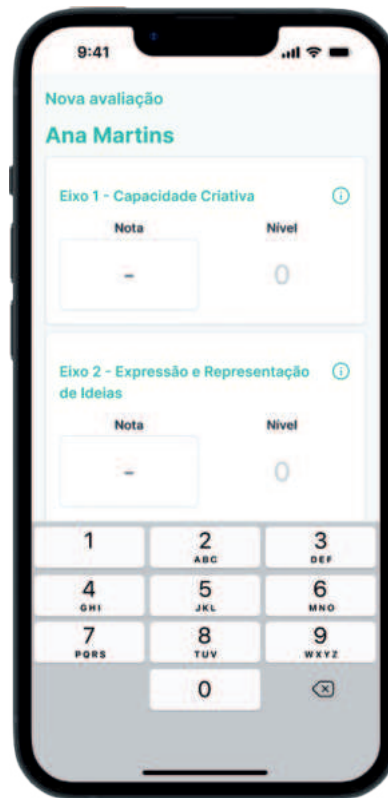 9:41
Nova avaliação
Ana Martins
Eixo 1 - Capacidade Criativa
Nota
Nível
-
0
Eixo 2 - Expressão e Representação
de Ideias
Nota
Nível
-
0
1
2
ABC
3
DEF
4
GHI
5
JKL
6
MNO
7
PQRS
8
TUV
9
WXYZ
0